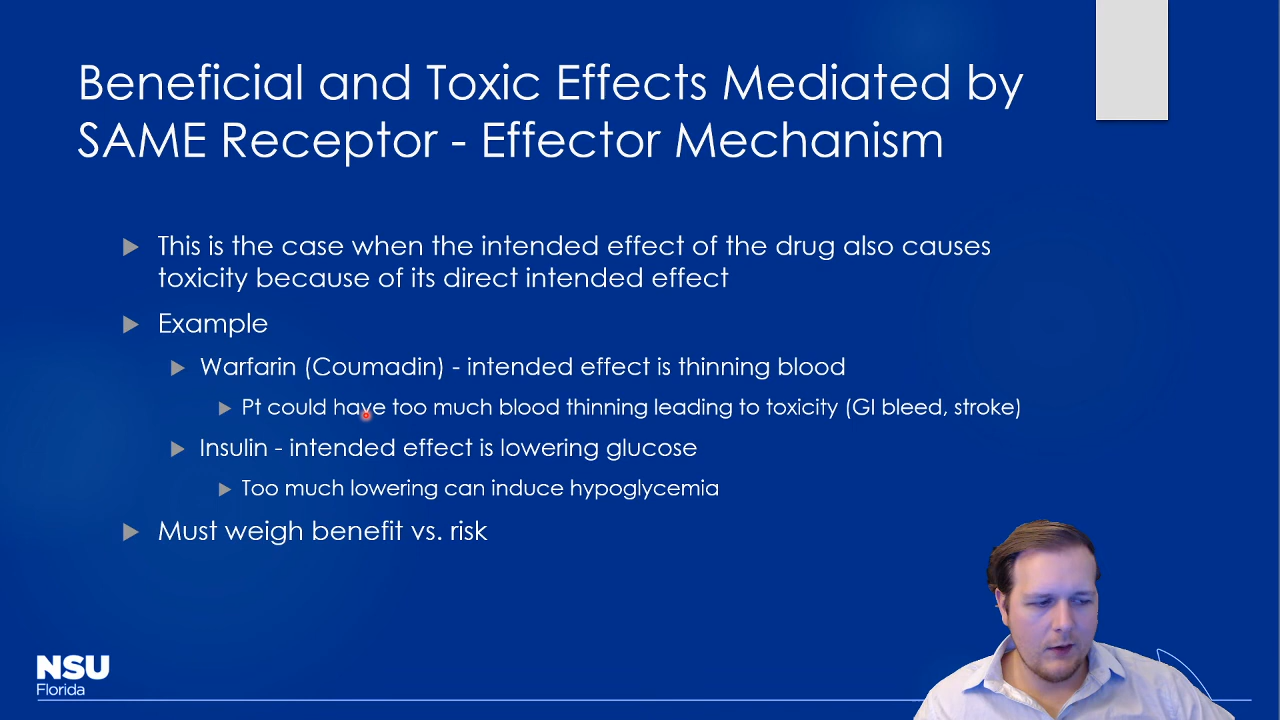 Beneficial and Toxic Effects Mediated by
SAME Receptor - Effector Mechanism
This is the case when the intended effect of the drug also causes
toxicity because of its direct intended effect
Example
Warfarin (Coumadin) - intended effect is thinning blood
Pt could have too much blood thinning leading to toxicity (GI bleed, stroke)
Insulin - intended effect is lowering glucose
Too much lowering can induce hypoglycemia
Must weigh benefit vs. risk
NSU
Florida